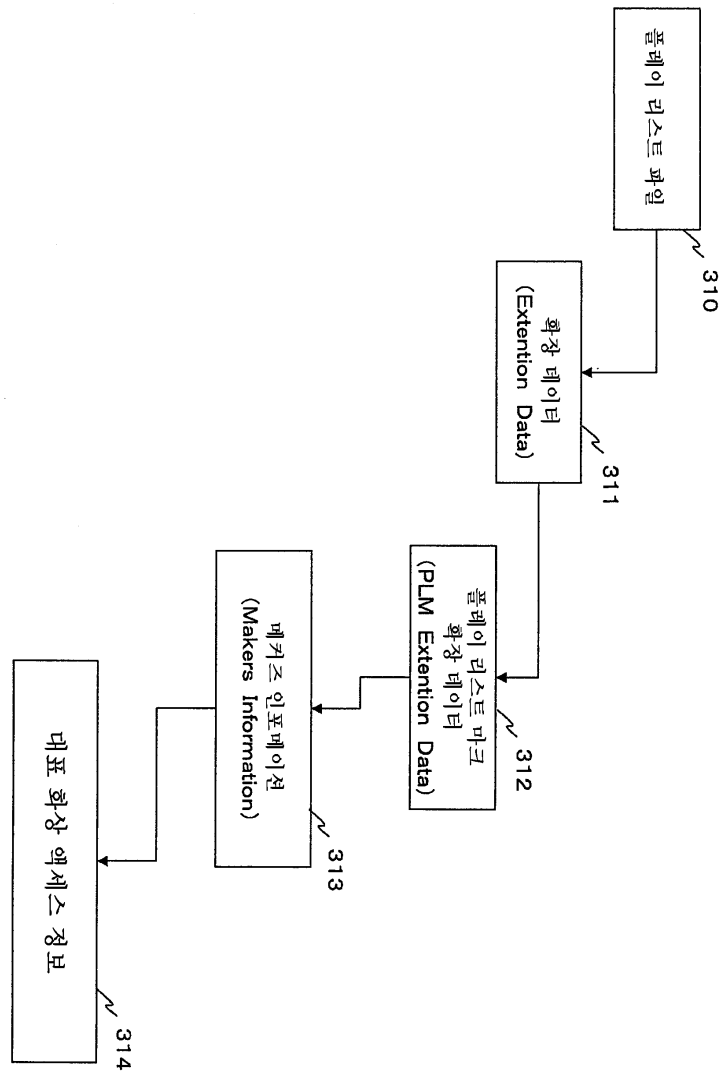 플레이 리스트 파일
310
확장 데이터
(Extention Data)
311
플레이 리스트 마크
확장 데이터
(PLM Extention Data)
312
메커즈 인포메이션
(Makers Information)
313
대표 화상 액세스 정보
314